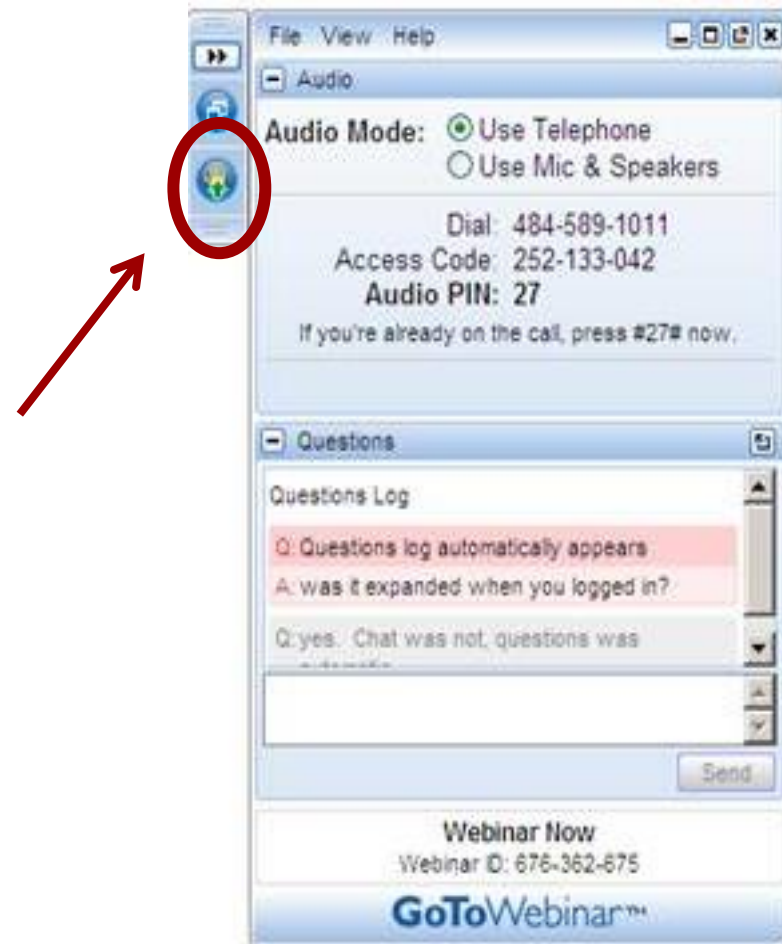 File View Help
Audio
Audio Mode: Use Telephone
Use Mic & Speakers
Dial: 484-589-1011
Access Code: 252-133-042
Audio PIN: 27
If you're already on the call, press #27# now.
Questions
Questions Log
Q: Questions log automatically appears
A: was it expanded when you logged in?
Q: yes. Chat was not, questions was
Send
Webinar Now
Webinar ID: 676-362-675
GoToWebinar™